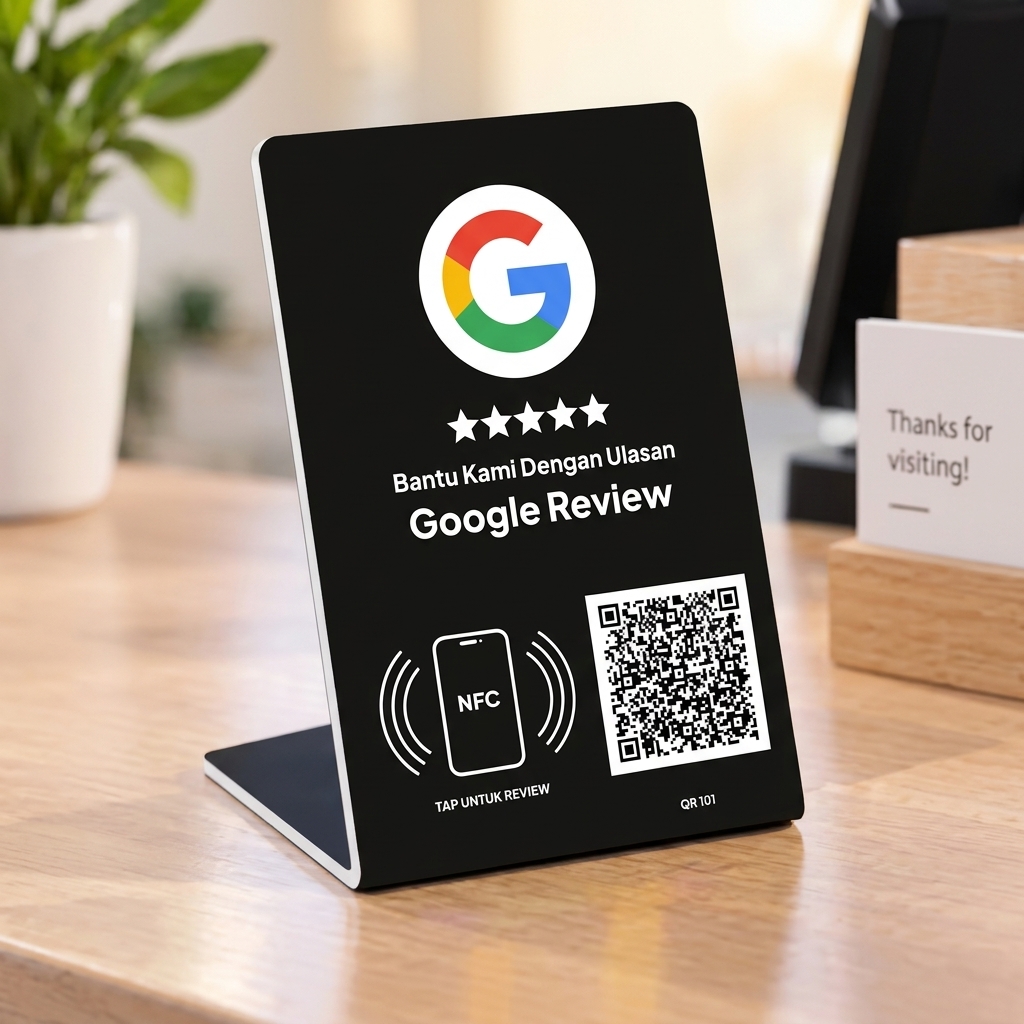 Bantu Kami Dengan Ulasan
Google Review
NFC
TAP UNTUK REVIEW
QR 101
Thanks for
visiting!